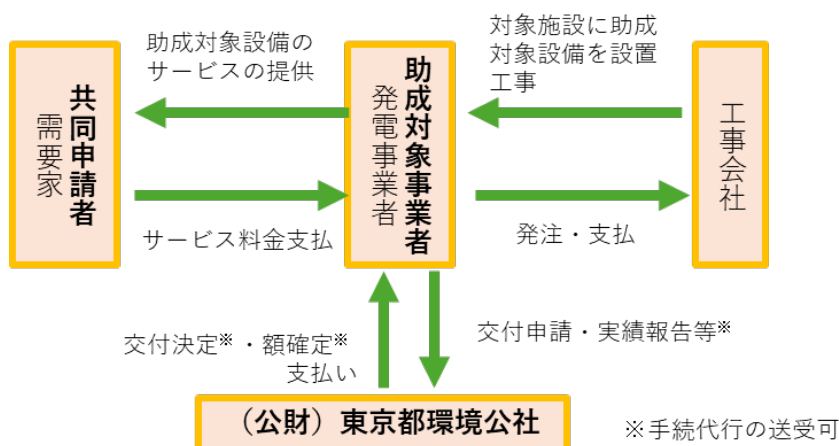 助成対象設備の
サービスの提供
対象施設に助成
対象設備を設置
工事
共同申請者
需要家
助成対象事業者
発電事業者
工事会社
サービス料金支払
発注・支払
交付決定※・額確定※
支払い
交付申請・実績報告等※
（公財）東京都環境公社
※手続代行の送受可